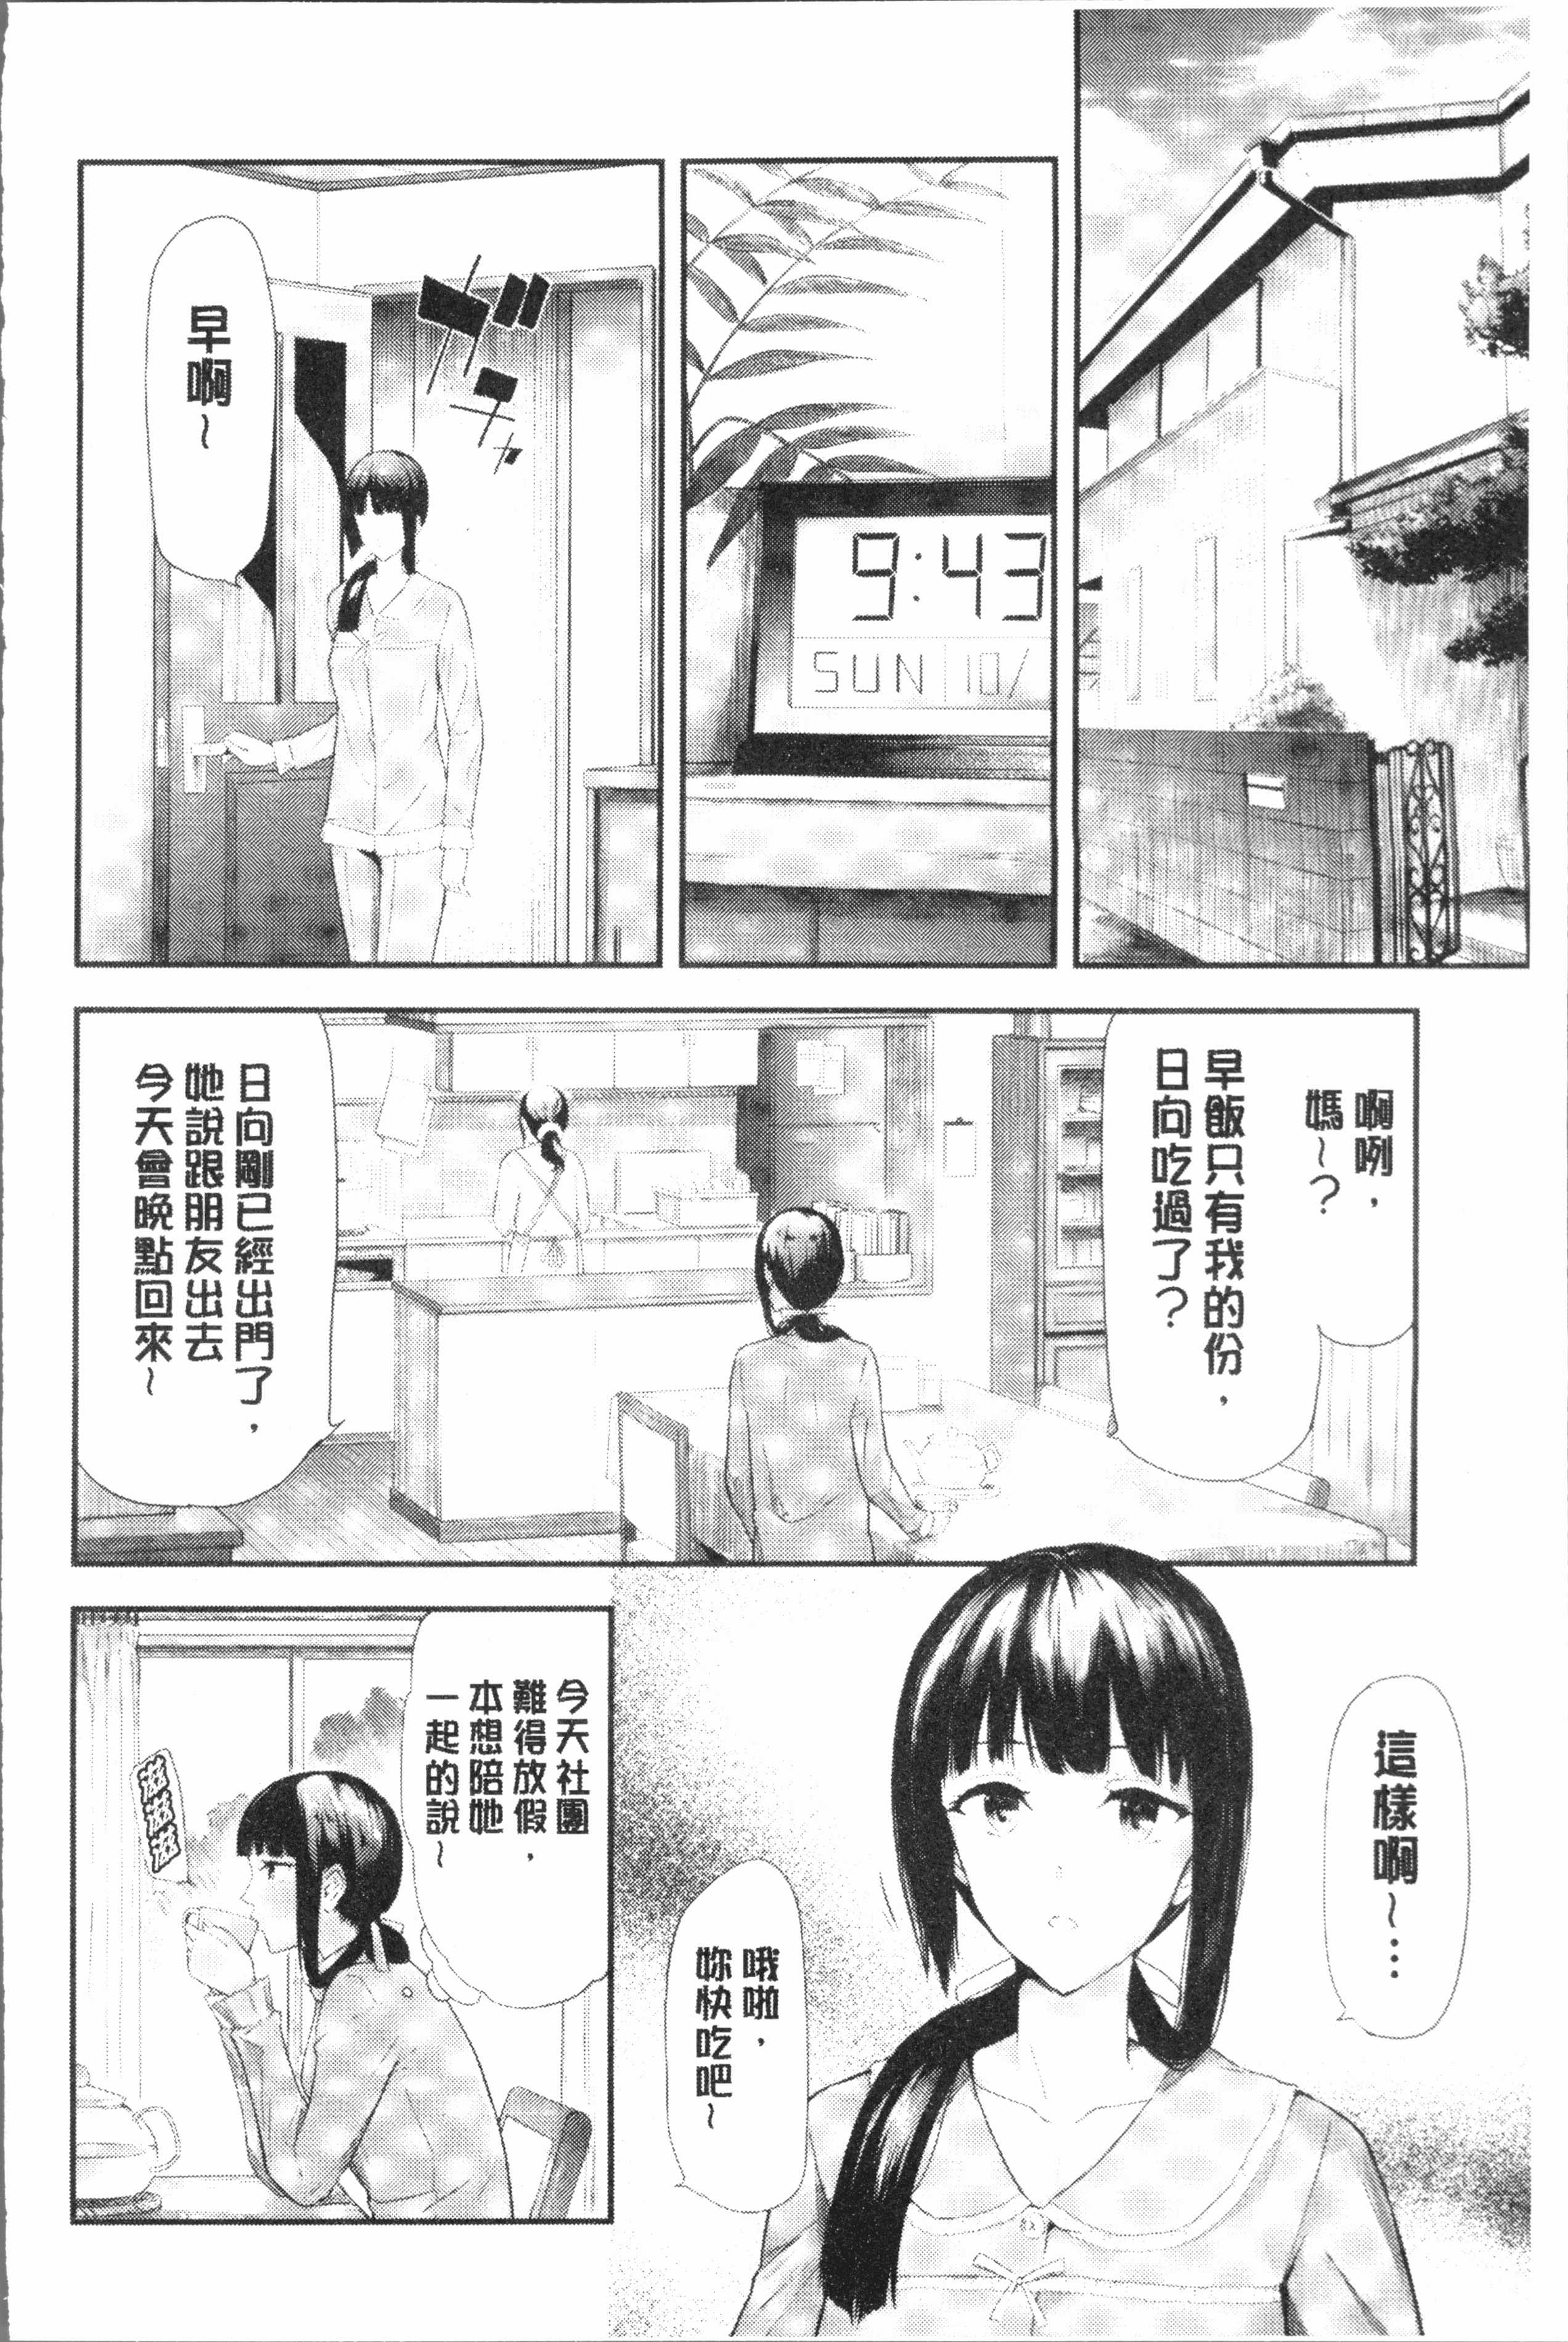 9:43
SUN 10/
早啊~
啊咧，
媽~？
早飯只有我的份，
日向吃過了？
日向剛已經出門了，
她說跟朋友出去
今天會晚點回來~
這樣啊~…
哦啦，
妳快吃吧~
今天社團
難得放假，
本想陪她
一起的說~
滋滋滋